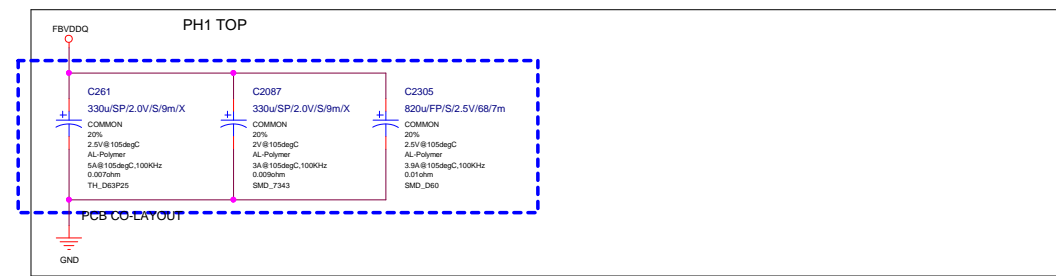 PH1 TOP
FBVDDQ
C261
330u/SP/2.0V/S/9m/X
COMMON
20%
2.5V@105degC
AL-Polymer
5A@105degC,100KHz
0.007ohm
TH_D63P25
C2087
330u/SP/2.0V/S/9m/X
COMMON
20%
2V@105degC
AL-Polymer
3A@105degC,100KHz
0.009ohm
SMD_7343
C2305
820u/FP/S/2.5V/68/7m
COMMON
20%
2.5V@105degC
AL-Polymer
3.9A@105degC,100KHz
0.01ohm
SMD_D60
PCB CO-LAYOUT
GND